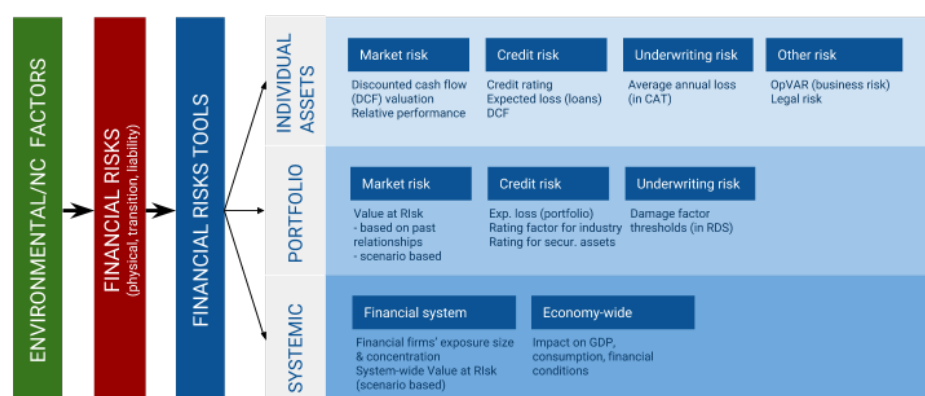 ENVIRONMENTAL/NC FACTORS
FINANCIAL RISKS
(physical, transition, liability)
FINANCIAL RISKS TOOLS
INDIVIDUAL
ASSETS
Market risk
Discounted cash flow
(DCF) valuation
Relative performance
Credit risk
Credit rating
Expected loss (loans)
DCF
Underwriting risk
Average annual loss
(in CAT)
Other risk
OpVAR (business risk)
Legal risk
PORTFOLIO
Market risk
Value at RIsk
- based on past
relationships
- scenario based
Credit risk
Exp. loss (portfolio)
Rating factor for industry
Rating for secur. assets
Underwriting risk
Damage factor
thresholds (in RDS)
SYSTEMIC
Financial system
Financial firms' exposure size
& concentration
System-wide Value at RIsk
(scenario based)
Economy-wide
Impact on GDP,
consumption, financial
conditions